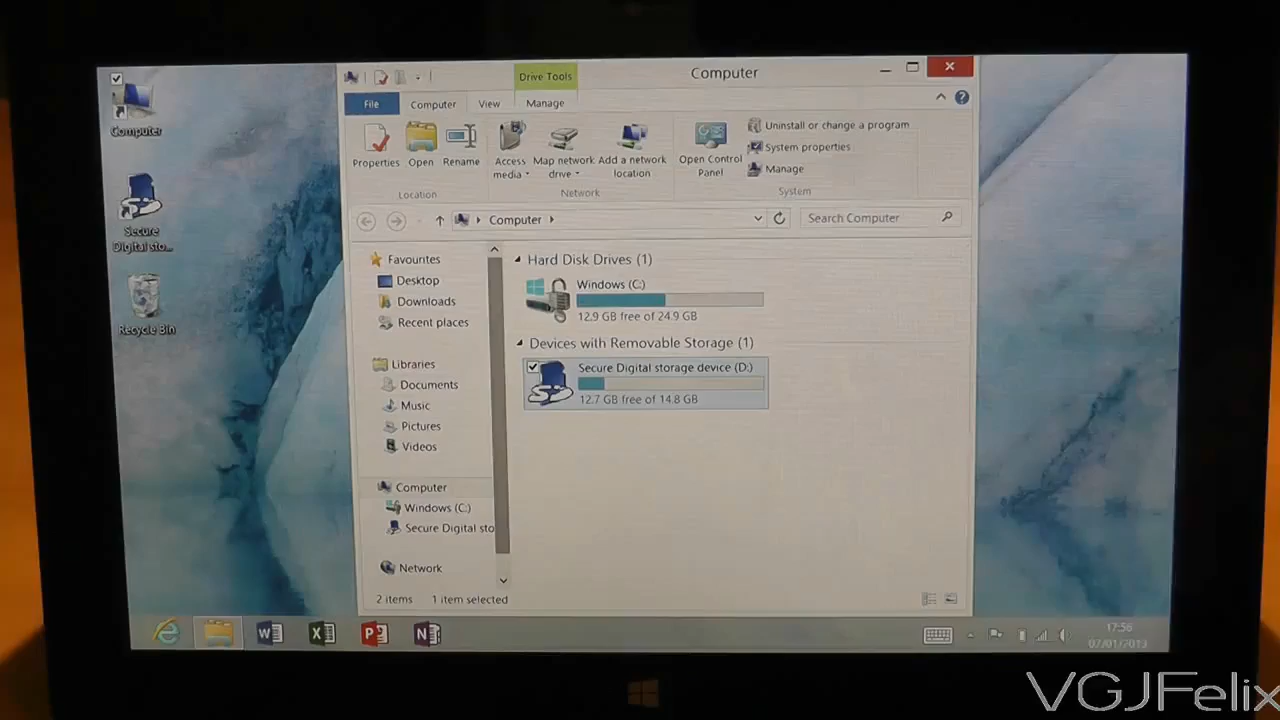 Drive Tools
Computer
File
Computer
View
Manage
Properties
Open
Rename
Access
media
Map network
drive
Add a network
location
Open Control
Panel
Uninstall or change a program
System properties
Manage
Location
Network
System
Computer
Search Computer
Favourites
Desktop
Downloads
Recent places
Libraries
Documents
Music
Pictures
Videos
Computer
Windows (C:)
Secure Digital sto
Network
Hard Disk Drives (1)
Windows (C:)
12.9 GB free of 24.9 GB
Devices with Removable Storage (1)
Secure Digital storage device (D:)
12.7 GB free of 14.8 GB
2 items
1 item selected
Computer
Secure
Digital sto...
Recycle Bin
17:56
07/01/2013
VGJFelix